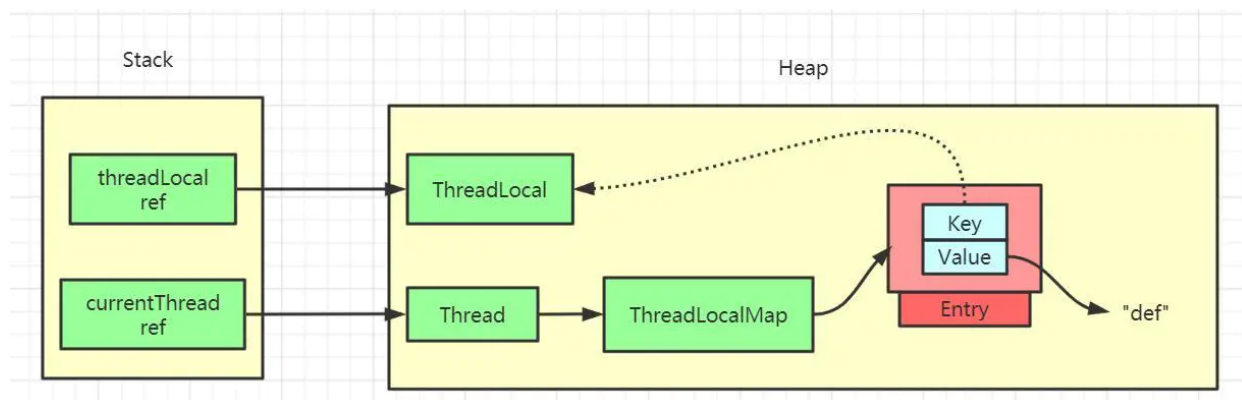 Stack
Heap
threadLocal
ref
ThreadLocal
Key
Value
currentThread
ref
Thread
ThreadLocalMap
Entry
"def"